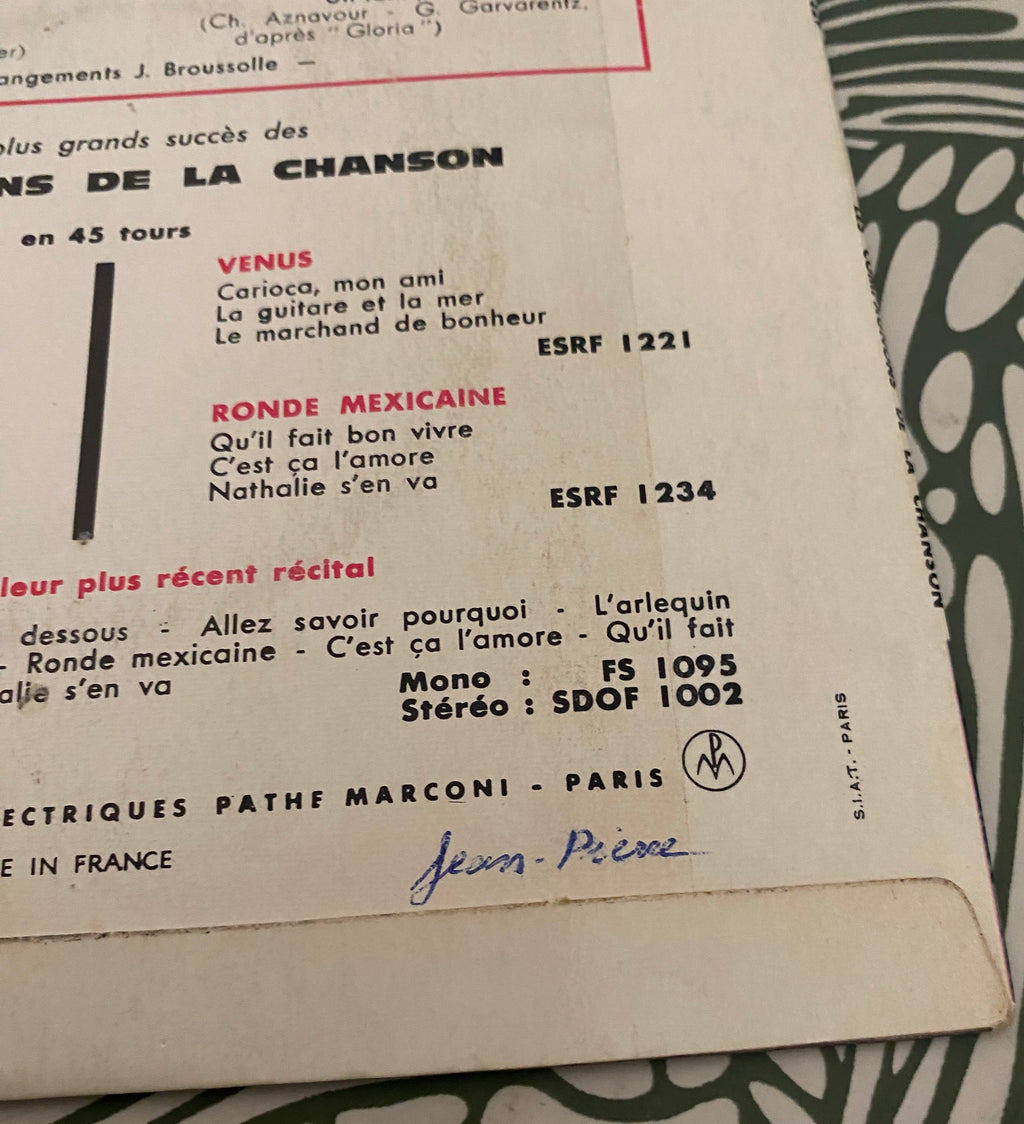 (Ch. Aznavour - G. Garvarentz,
d'après " Gloria ")
er)
angements J. Broussolle —
plus grands succès des
NS DE LA CHANSON
en 45 tours
VENUS
Carioca, mon ami
La guitare et la mer
Le marchand de bonheur
ESRF 1221
RONDE MEXICAINE
Qu'il fait bon vivre
C'est ça l'amore
Nathalie s'en va
ESRF 1234
leur plus récent récital
dessous - Allez savoir pourquoi - L'arlequin
- Ronde mexicaine - C'est ça l'amore - Qu'il fait
alie s'en va
Mono : FS 1095
Stéréo : SDOF 1002
ECTRIQUES PATHE MARCONI - PARIS
E IN FRANCE
Jean-Pierre
S.I.A.T. - PARIS
DE LA CHANSON